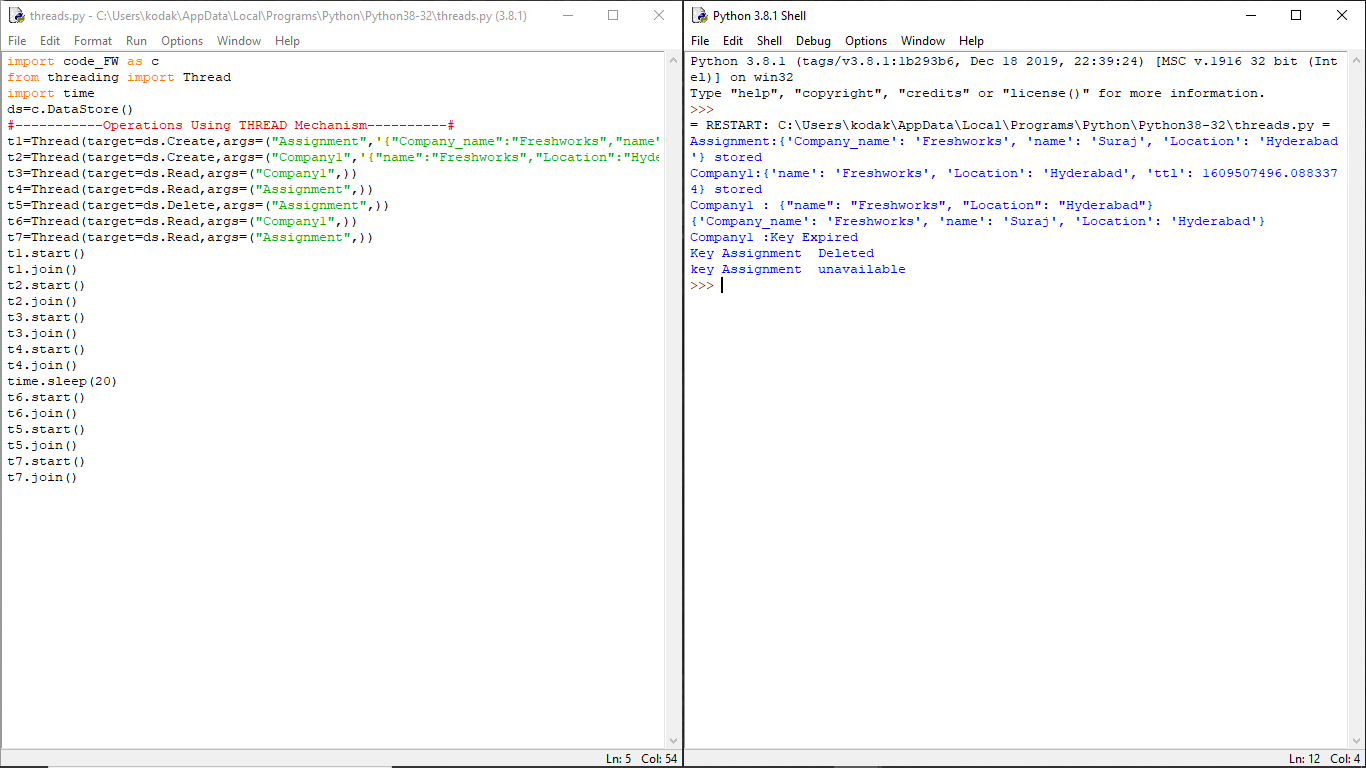 threads.py - C:\Users\kodak\AppData\Local\Programs\Python\Python38-32\threads.py (3.8.1)
File Edit Format Run Options Window Help
import code_FW as c
from threading import Thread
import time
ds=c.DataStore()
#-----------Operations Using THREAD Mechanism----------#
t1=Thread(target=ds.Create,args=("Assignment",'{"Company_name":"Freshworks","name"
t2=Thread(target=ds.Create,args=("Company1",'{"name":"Freshworks","Location":"Hyde
t3=Thread(target=ds.Read,args=("Company1",))
t4=Thread(target=ds.Read,args=("Assignment",))
t5=Thread(target=ds.Delete,args=("Assignment",))
t6=Thread(target=ds.Read,args=("Company1",))
t7=Thread(target=ds.Read,args=("Assignment",))
t1.start()
t1.join()
t2.start()
t2.join()
t3.start()
t3.join()
t4.start()
t4.join()
time.sleep(20)
t6.start()
t6.join()
t5.start()
t5.join()
t7.start()
t7.join()
Ln: 5 Col: 54
Python 3.8.1 Shell
File Edit Shell Debug Options Window Help
Python 3.8.1 (tags/v3.8.1:1b293b6, Dec 18 2019, 22:39:24) [MSC v.1916 32 bit (Int
el)] on win32
Type "help", "copyright", "credits" or "license()" for more information.
>>>
= RESTART: C:\Users\kodak\AppData\Local\Programs\Python\Python38-32\threads.py =
Assignment:{'Company_name': 'Freshworks', 'name': 'Suraj', 'Location': 'Hyderabad
'} stored
Company1:{'name': 'Freshworks', 'Location': 'Hyderabad', 'ttl': 1609507496.088337
4} stored
Company1 : {"name": "Freshworks", "Location": "Hyderabad"}
{'Company_name': 'Freshworks', 'name': 'Suraj', 'Location': 'Hyderabad'}
Company1 :Key Expired
Key Assignment  Deleted
key Assignment  unavailable
>>>
Ln: 12 Col: 4